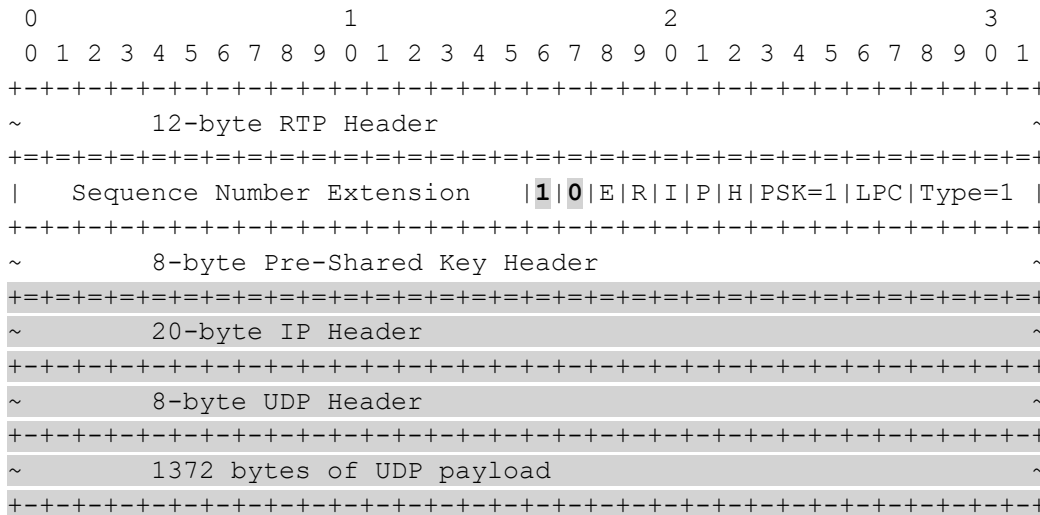 0                   1                   2                   3
 0 1 2 3 4 5 6 7 8 9 0 1 2 3 4 5 6 7 8 9 0 1 2 3 4 5 6 7 8 9 0 1
+-+-+-+-+-+-+-+-+-+-+-+-+-+-+-+-+-+-+-+-+-+-+-+-+-+-+-+-+-+-+-+-+
~        12-byte RTP Header                                     ~
+=+=+=+=+=+=+=+=+=+=+=+=+=+=+=+=+=+=+=+=+=+=+=+=+=+=+=+=+=+=+=+=+
|   Sequence Number Extension   |1|0|E|R|I|P|H|PSK=1|LPC|Type=1 |
+-+-+-+-+-+-+-+-+-+-+-+-+-+-+-+-+-+-+-+-+-+-+-+-+-+-+-+-+-+-+-+-+
~        8-byte Pre-Shared Key Header                           ~
+=+=+=+=+=+=+=+=+=+=+=+=+=+=+=+=+=+=+=+=+=+=+=+=+=+=+=+=+=+=+=+=+
~        20-byte IP Header                                      ~
+-+-+-+-+-+-+-+-+-+-+-+-+-+-+-+-+-+-+-+-+-+-+-+-+-+-+-+-+-+-+-+-+
~        8-byte UDP Header                                      ~
+-+-+-+-+-+-+-+-+-+-+-+-+-+-+-+-+-+-+-+-+-+-+-+-+-+-+-+-+-+-+-+-+
~        1372 bytes of UDP payload                              ~
+-+-+-+-+-+-+-+-+-+-+-+-+-+-+-+-+-+-+-+-+-+-+-+-+-+-+-+-+-+-+-+-+